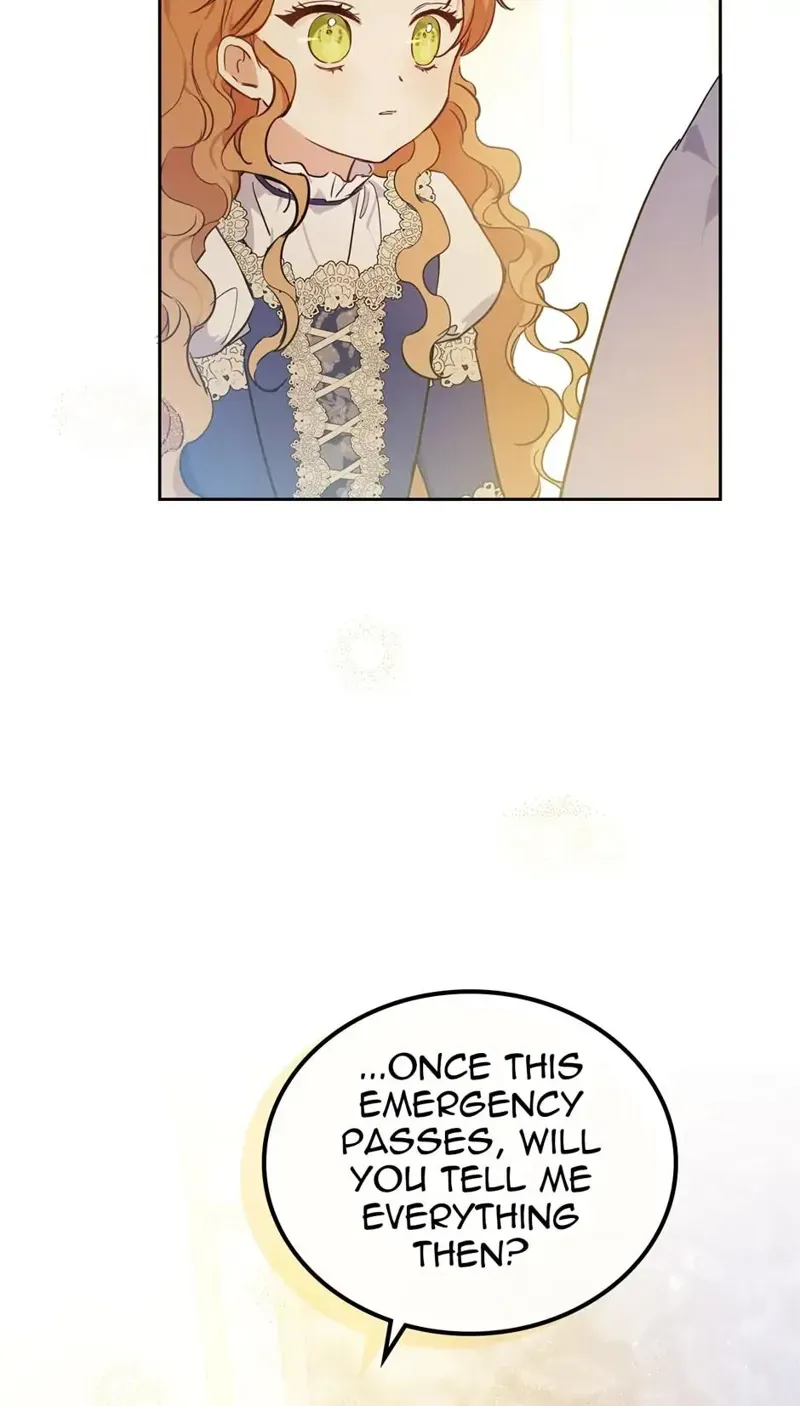 ...ONCE THIS
EMERGENCY
PASSES, WILL
YOU TELL ME
EVERYTHING
THEN?